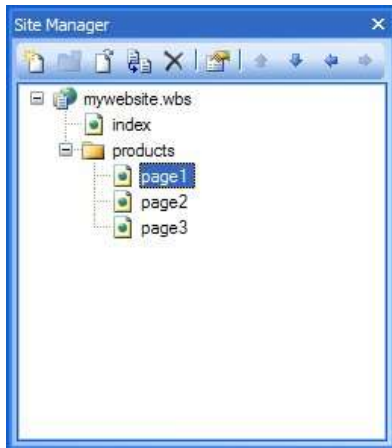 Site Manager
mywebsite.wbs
index
products
page1
page2
page3